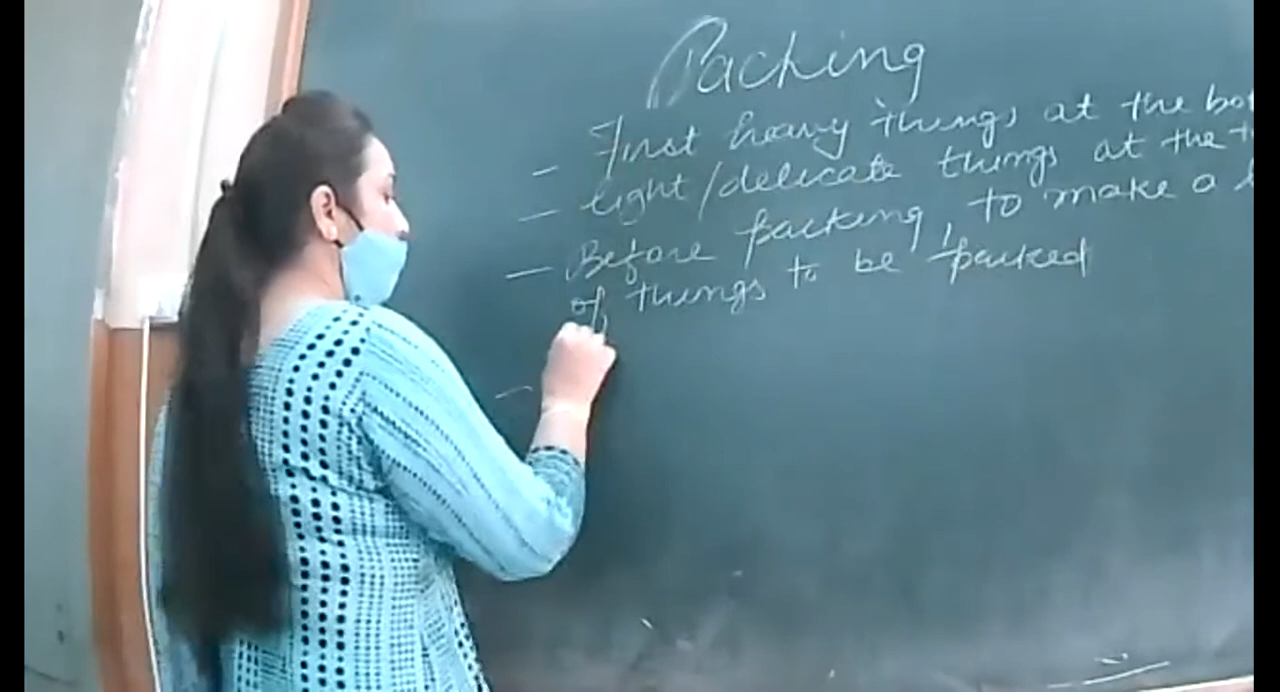 Packing
- First heavy things at the bot
- light/delicate things at the t
- Before packing, to make a l
of things to be packed
-